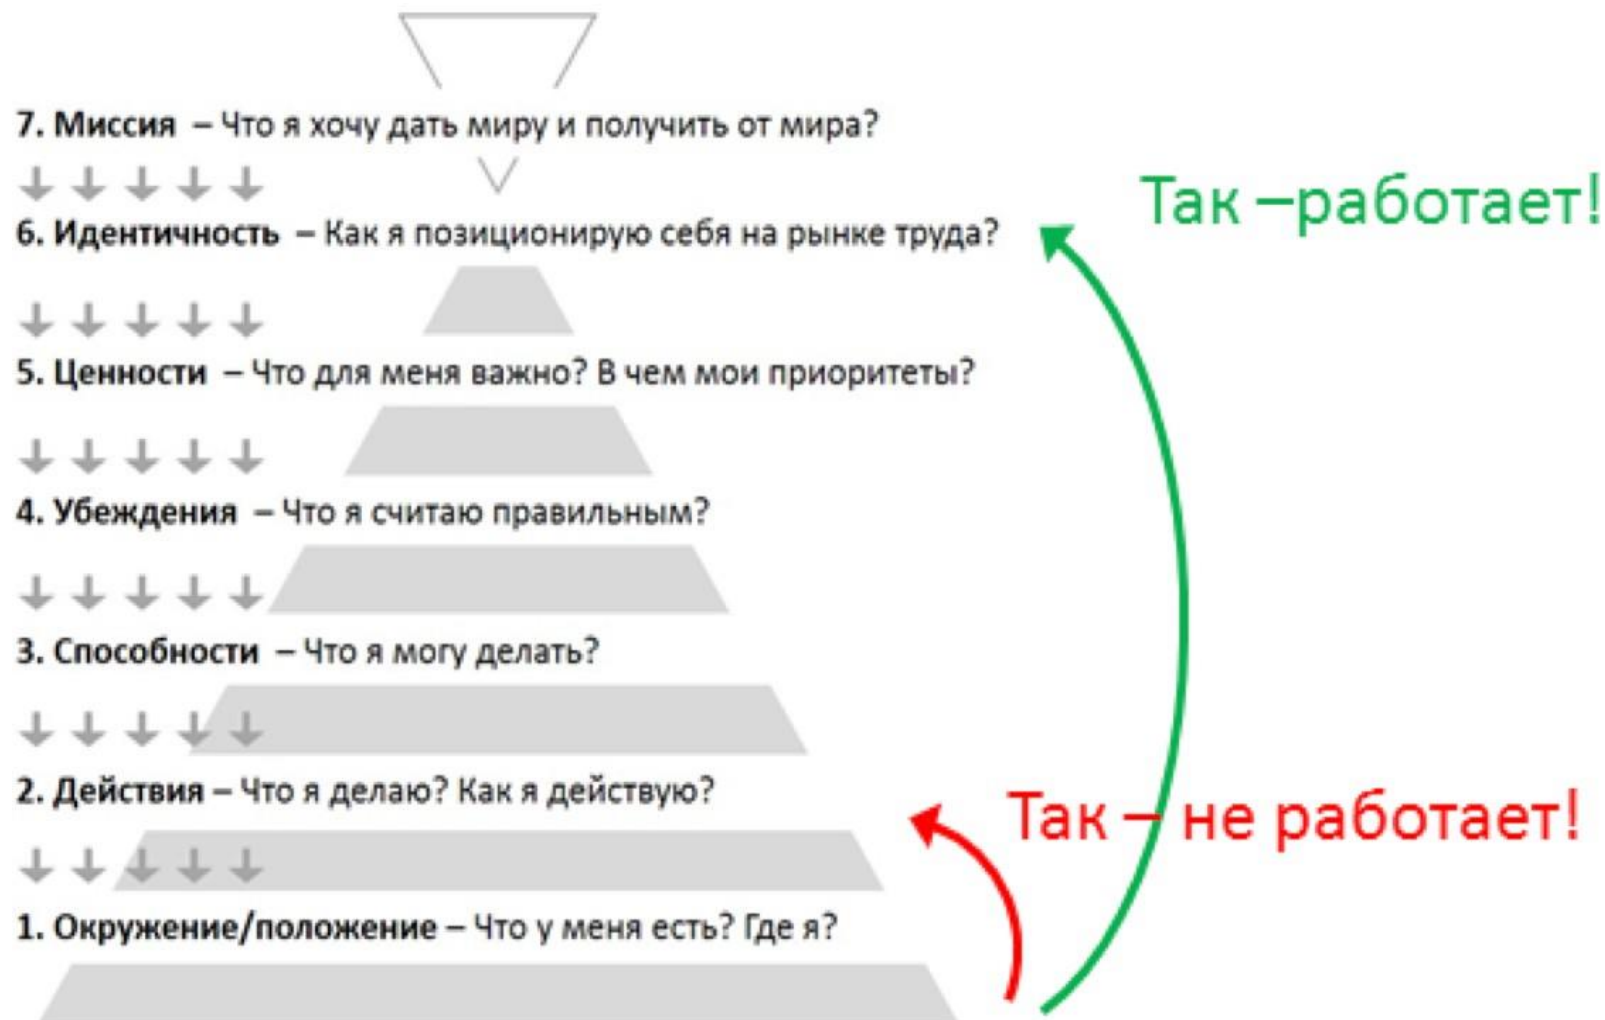 7. Миссия – Что я хочу дать миру и получить от мира?
Так –работает!
6. Идентичность – Как я позиционирую себя на рынке труда?
5. Ценности – Что для меня важно? В чем мои приоритеты?
4. Убеждения – Что я считаю правильным?
3. Способности – Что я могу делать?
2. Действия – Что я делаю? Как я действую?
Так – не работает!
1. Окружение/положение – Что у меня есть? Где я?